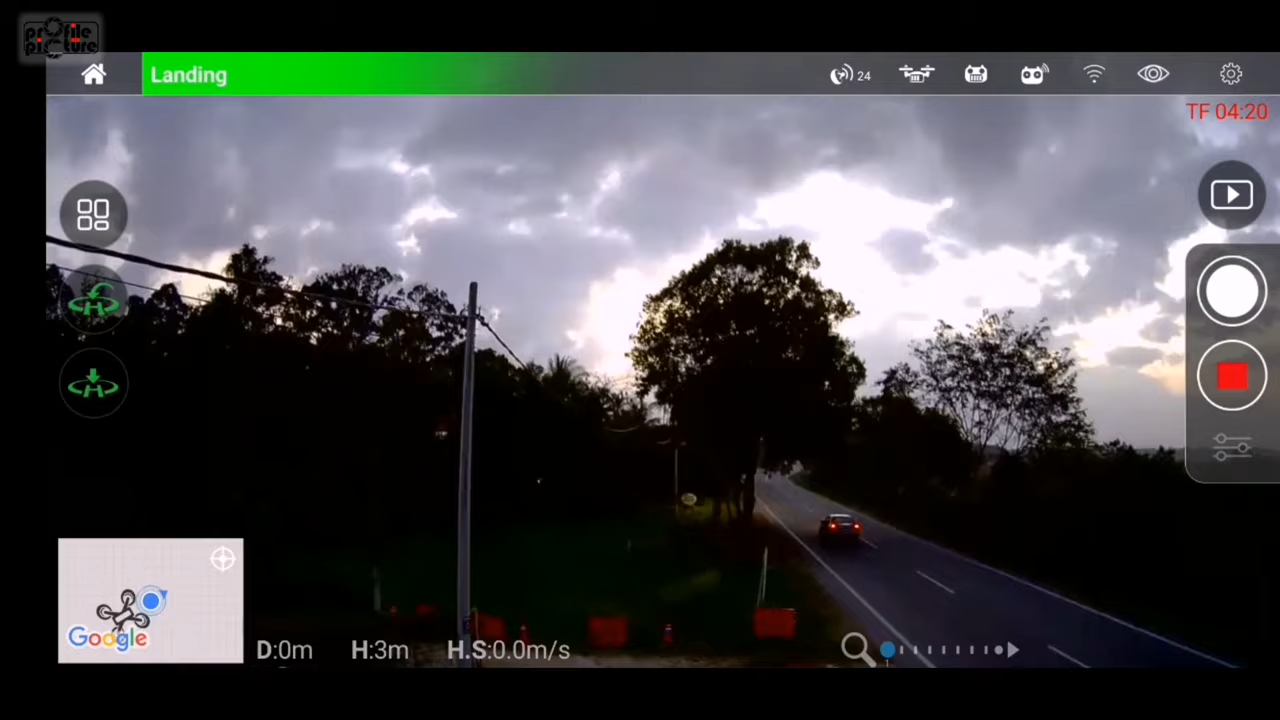 profile
picture
Landing
24
TF 04:20
Google
D:0m H:3m H.S:0.0m/s